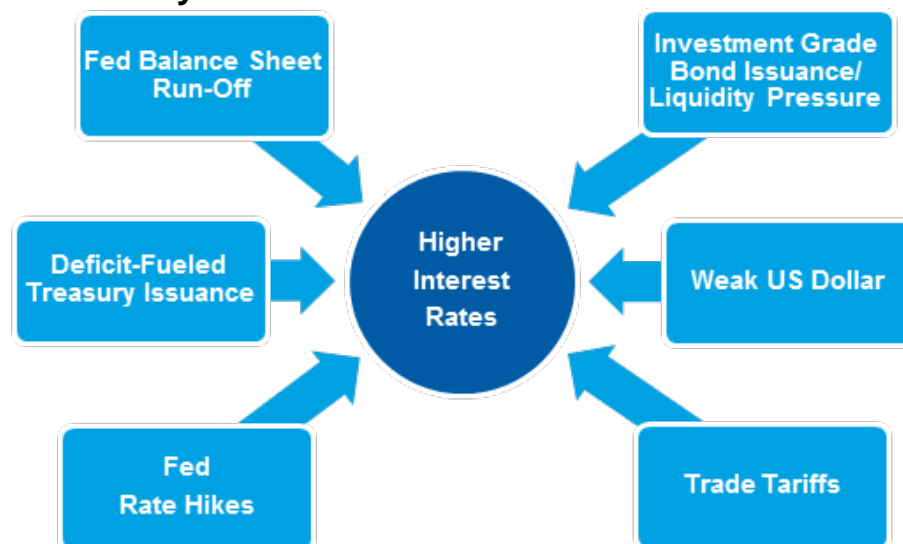 Fed Balance Sheet
Run-Off
Investment Grade
Bond Issuance/
Liquidity Pressure
Higher
Interest
Rates
Deficit-Fueled
Treasury Issuance
Weak US Dollar
Fed
Rate Hikes
Trade Tariffs